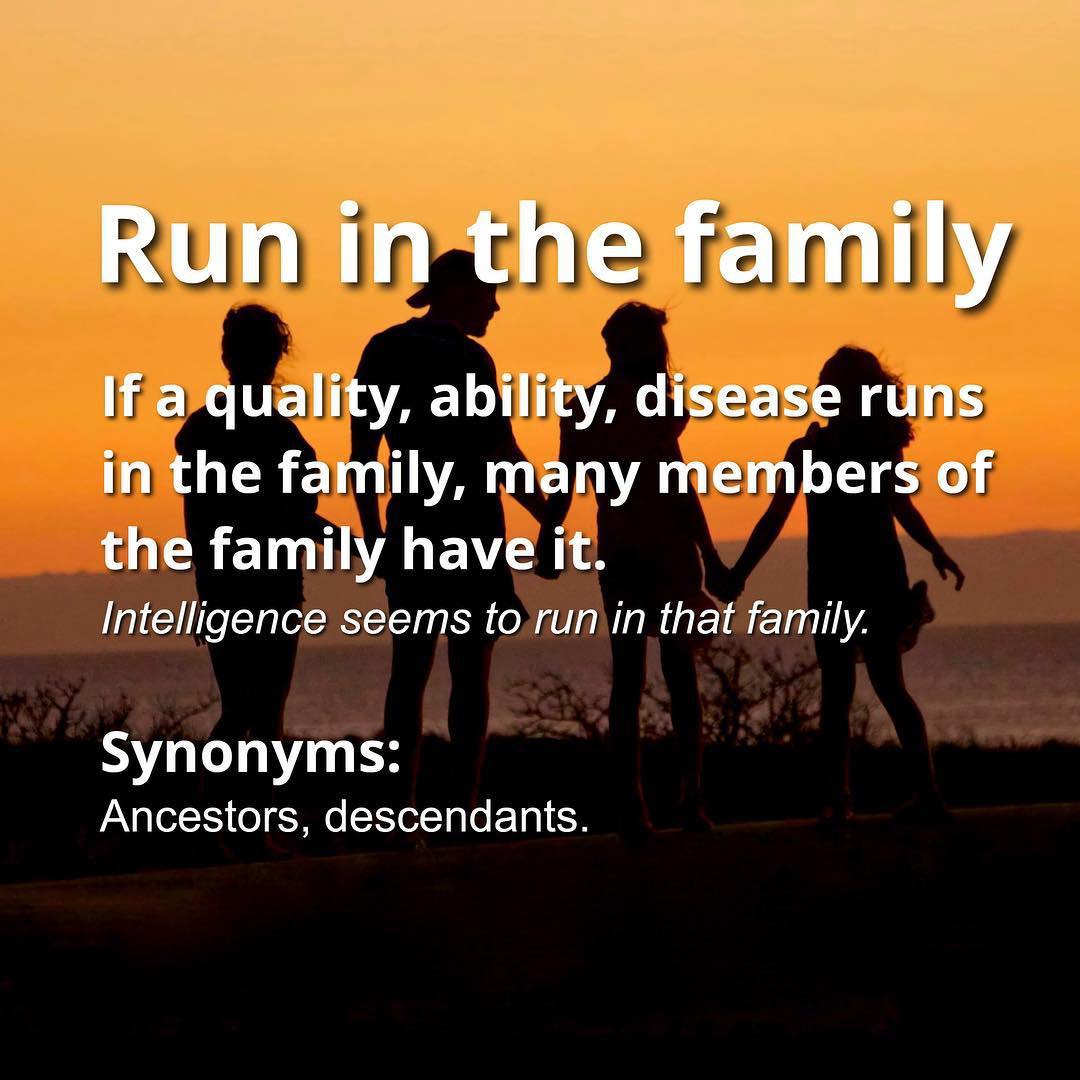 Run in the family
If a quality, ability, disease runs
in the family, many members of
the family have it.
Intelligence seems to run in that family.
Synonyms:
Ancestors, descendants.